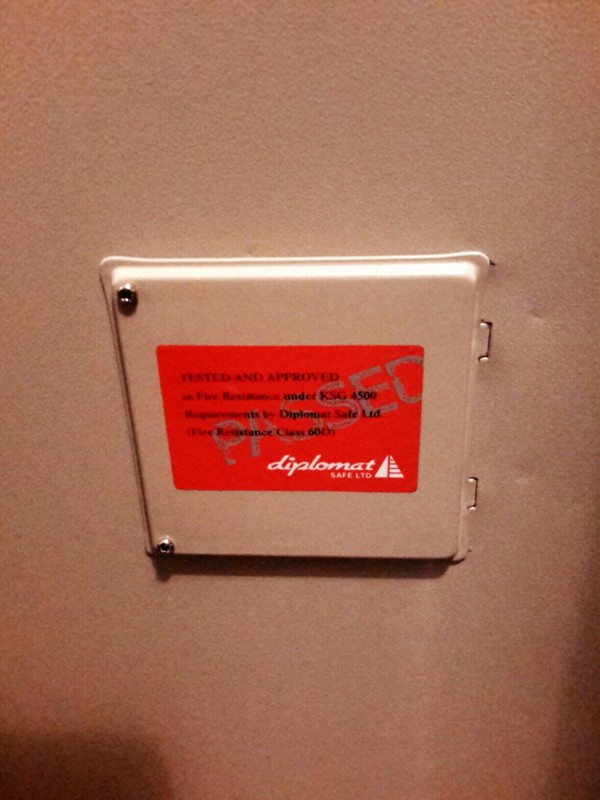 TESTED AND APPROVED
in Fire Resistance under KSG 4500
Requirements by Diplomat Safe Ltd
(Fire Resistance Class 60D)
PASSED
diplomat
SAFE LTD